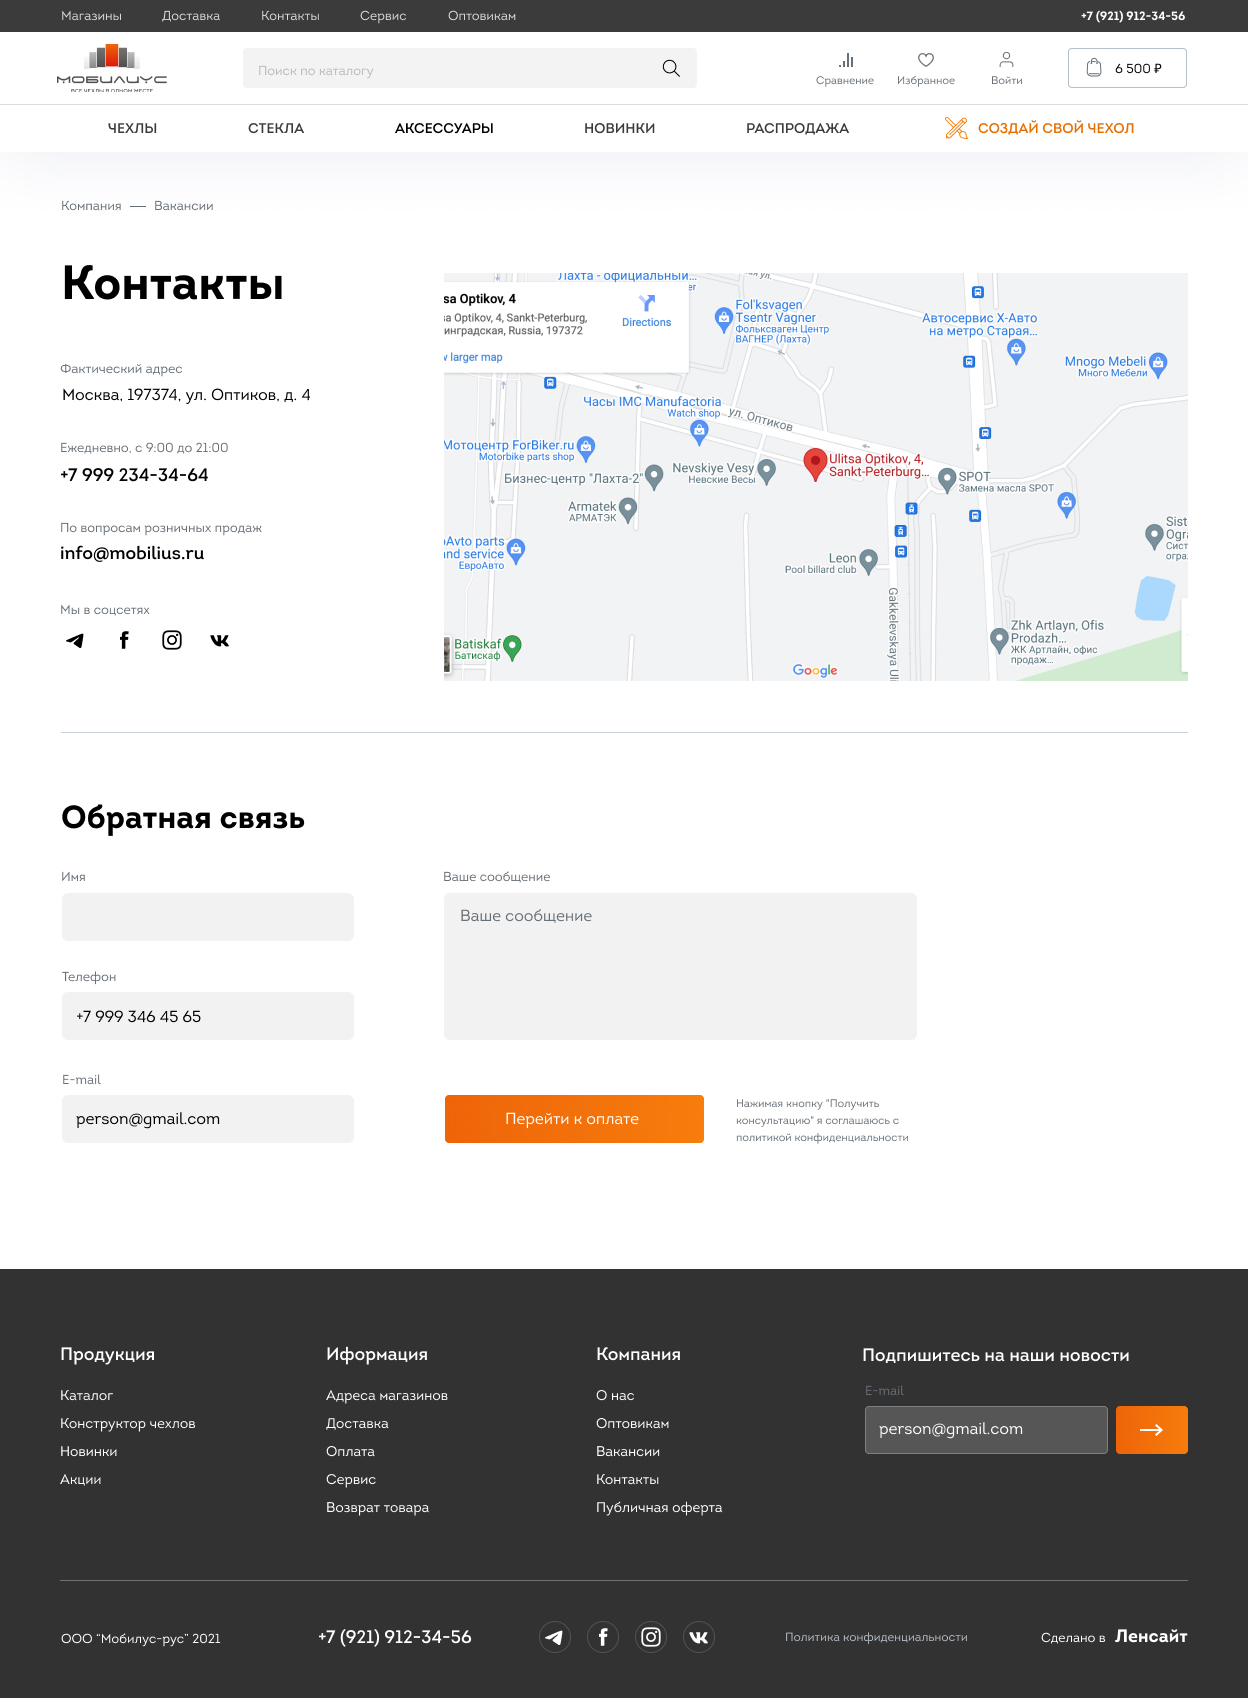 Магазины Доставка Контакты Сервис Оптовикам +7 (921) 912-34-56
МОБИЛИУС
ВСЕ ЧЕХЛЫ В ОДНОМ МЕСТЕ
Поиск по каталогу
Сравнение Избранное Войти
6 500 ₽
ЧЕХЛЫ СТЕКЛА АКСЕССУАРЫ НОВИНКИ РАСПРОДАЖА СОЗДАЙ СВОЙ ЧЕХОЛ
Компания — Вакансии
Контакты
Фактический адрес
Москва, 197374, ул. Оптиков, д. 4
Ежедневно, с 9:00 до 21:00
+7 999 234-34-64
По вопросам розничных продаж
info@mobilius.ru
Мы в соцсетях
Лахта - официальный...
er
ул.
sa Optikov, 4
sa Optikov, 4, Sankt-Peterburg,
инградская, Russia, 197372
Directions
w larger map
Fol'ksvagen
Tsentr Vagner
Фольксваген Центр
ВАГНЕР (Лахта)
Автосервис Х-Авто
на метро Старая...
Mnogo Mebeli
Много Мебели
Часы IMC Manufactoria
Watch shop
ул. Оптиков
Мотоцентр ForBiker.ru
Motorbike parts shop
Бизнес-центр "Лахта-2"
Nevskiye Vesy
Невские Весы
Ulitsa Optikov, 4,
Sankt-Peterburg...
SPOT
Замена масла SPOT
Armatek
АРМАТЭК
oAvto parts
nd service
ЕвроАвто
Leon
Pool billard club
Sist
Ogra
Сист
огра
Gakkelevskaya Uli
Batiskaf
Батискаф
Zhk Artlayn, Ofis
Prodazh...
ЖК Артлайн, офис
продаж...
Google
Обратная связь
Имя
Ваше сообщение
Ваше сообщение
Телефон
+7 999 346 45 65
E-mail
person@gmail.com
Перейти к оплате
Нажимая кнопку "Получить
консультацию" я соглашаюсь с
политикой конфиденциальности
Продукция
Каталог
Конструктор чехлов
Новинки
Акции
Иформация
Адреса магазинов
Доставка
Оплата
Сервис
Возврат товара
Компания
О нас
Оптовикам
Вакансии
Контакты
Публичная оферта
Подпишитесь на наши новости
E-mail
person@gmail.com
ООО "Мобилус-рус" 2021
+7 (921) 912-34-56
Политика конфиденциальности
Сделано в Ленсайт